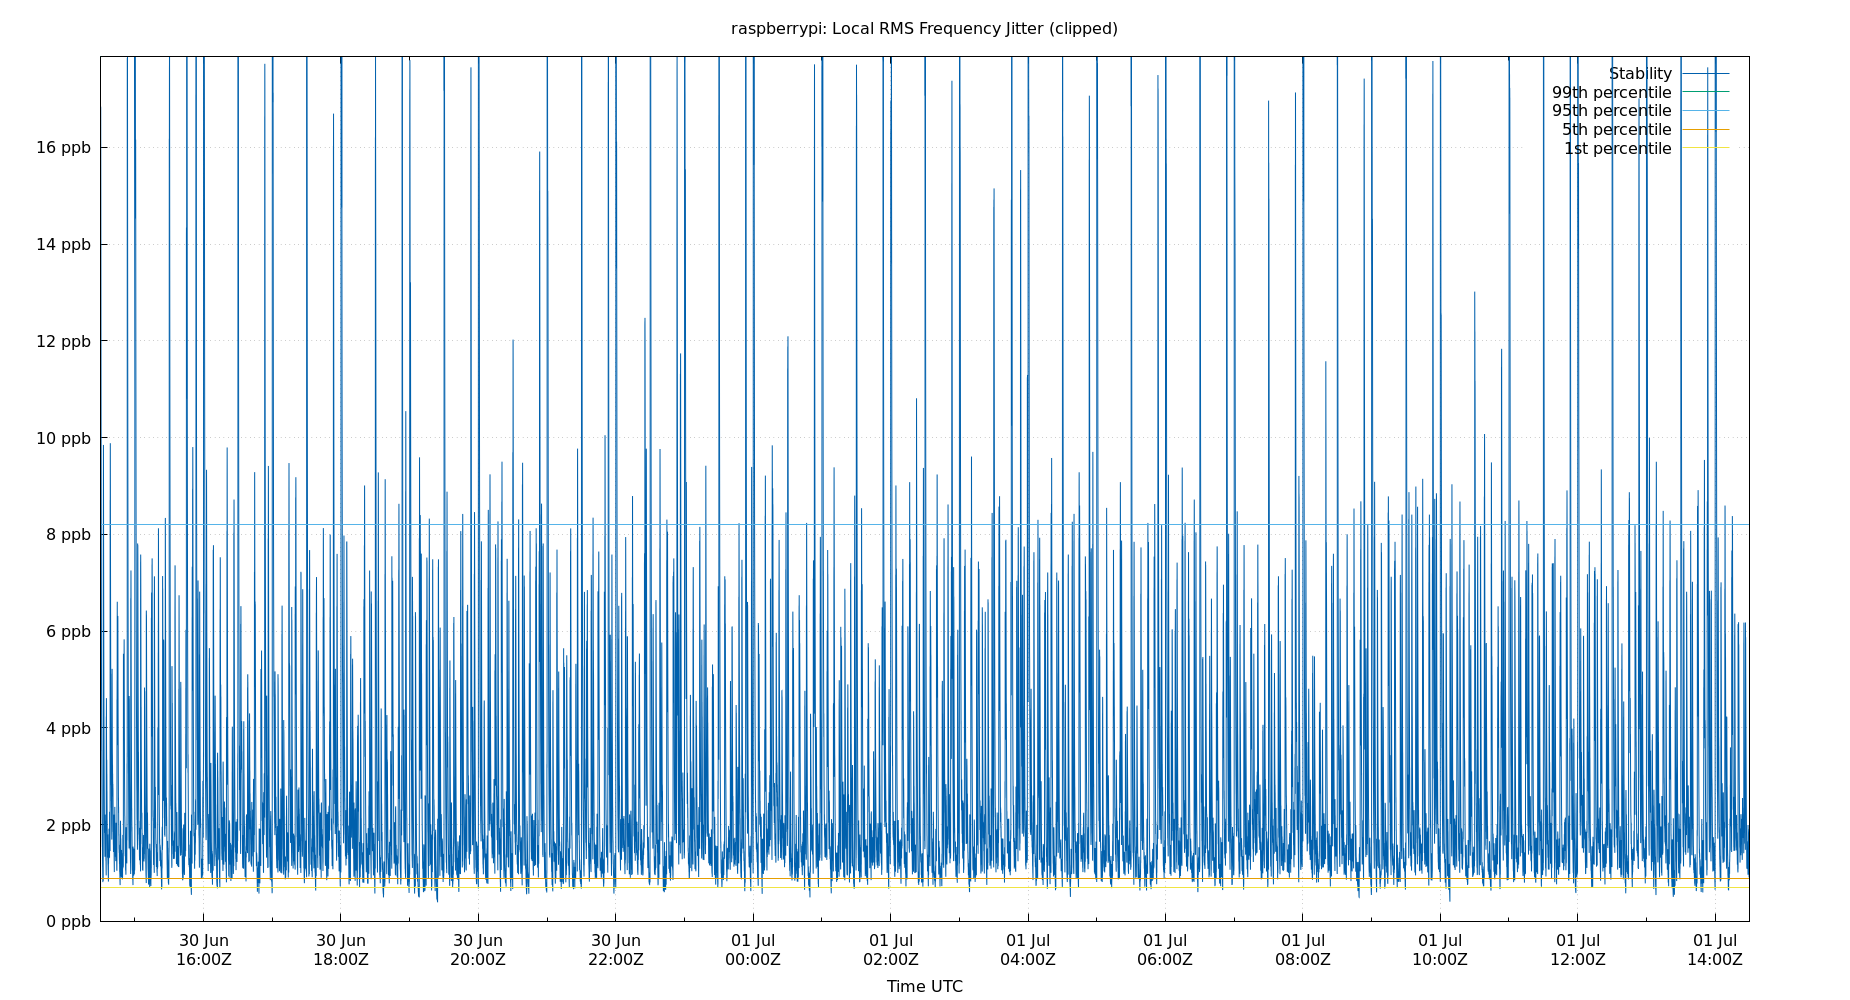 raspberrypi: Local RMS Frequency Jitter (clipped)
Stability
99th percentile
95th percentile
5th percentile
1st percentile
16 ppb
14 ppb
12 ppb
10 ppb
8 ppb
6 ppb
4 ppb
2 ppb
0 ppb
30 Jun 30 Jun 30 Jun 30 Jun 01 Jul 01 Jul 01 Jul 01 Jul 01 Jul 01 Jul 01 Jul 01 Jul
16:00Z 18:00Z 20:00Z 22:00Z 00:00Z 02:00Z 04:00Z 06:00Z 08:00Z 10:00Z 12:00Z 14:00Z
Time UTC